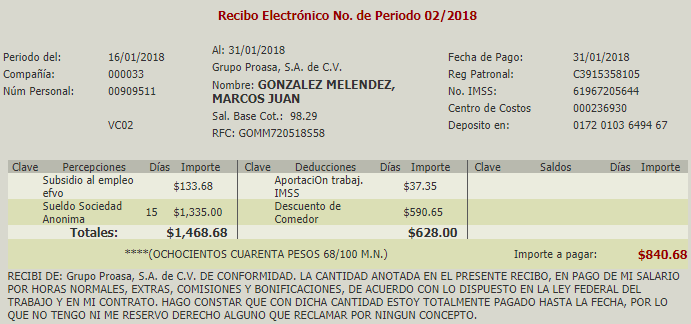 Recibo Electrónico No. de Periodo 02/2018
Periodo del: 16/01/2018 Al: 31/01/2018 Fecha de Pago: 31/01/2018
Compañía: 000033 Grupo Proasa, S.A. de C.V. Reg Patronal: C3915358105
Núm Personal: 00909511 Nombre: GONZALEZ MELENDEZ, No. IMSS: 61967205644
MARCOS JUAN
Centro de Costos 000236930
VC02 Sal. Base Cot.: 98.29 Deposito en: 0172 0103 6494 67
RFC: GOMM720518S58
Clave Percepciones Días Importe Clave Deducciones Días Importe Clave Saldos Días Importe
Subsidio al empleo $133.68 AportaciOn trabaj. $37.35
efvo IMSS
Sueldo Sociedad 15 $1,335.00 Descuento de $590.65
Anonima Comedor
Totales: $1,468.68 $628.00
****(OCHOCIENTOS CUARENTA PESOS 68/100 M.N.) Importe a pagar: $840.68
RECIBI DE: Grupo Proasa, S.A. de C.V. DE CONFORMIDAD. LA CANTIDAD ANOTADA EN EL PRESENTE RECIBO, EN PAGO DE MI SALARIO
POR HORAS NORMALES, EXTRAS, COMISIONES Y BONIFICACIONES, DE ACUERDO CON LO DISPUESTO EN LA LEY FEDERAL DEL
TRABAJO Y EN MI CONTRATO. HAGO CONSTAR QUE CON DICHA CANTIDAD ESTOY TOTALMENTE PAGADO HASTA LA FECHA, POR LO
QUE NO TENGO NI ME RESERVO DERECHO ALGUNO QUE RECLAMAR POR NINGUN CONCEPTO.